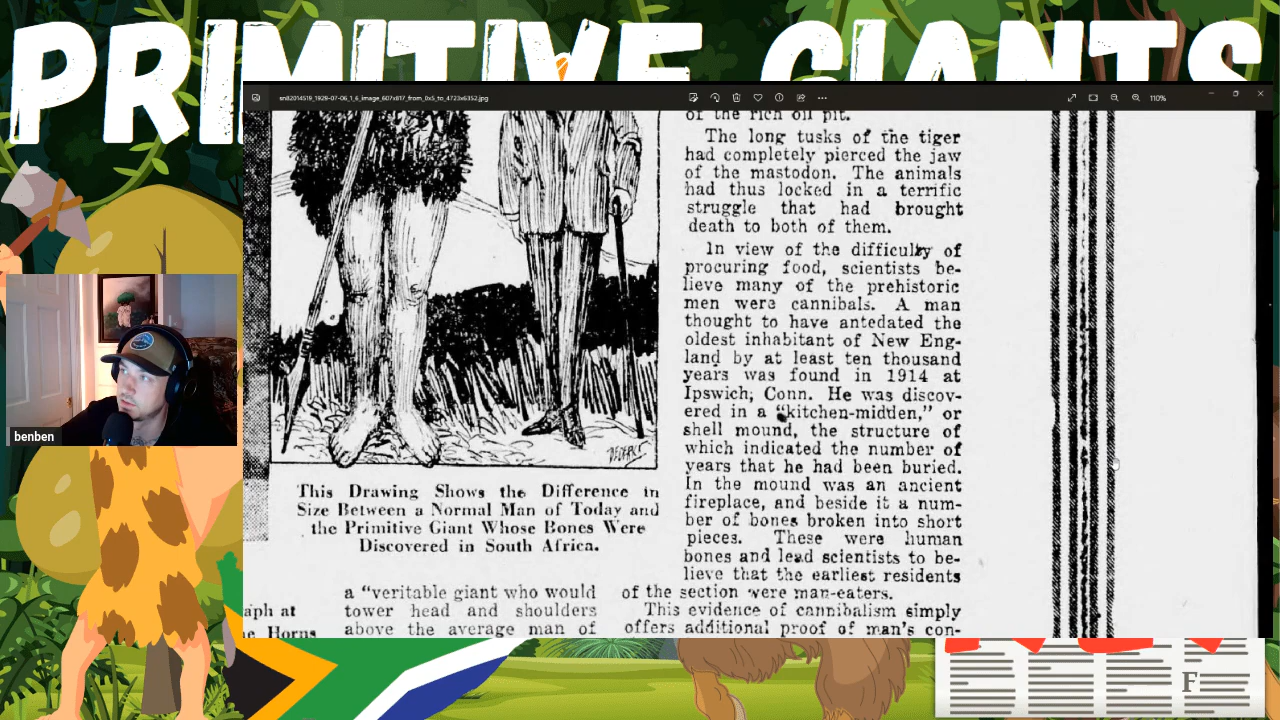 PRIMITIVE GIANTS
sn82014519_1929-07-06_1_6_image_607x817_from_0x5_to_4723x6352.jpg
110%
of the rich oil pit.
The long tusks of the tiger
had completely pierced the jaw
of the mastodon. The animals
had thus locked in a terrific
struggle that had brought
death to both of them.
In view of the difficulty of
procuring food, scientists be-
lieve many of the prehistoric
men were cannibals. A man
thought to have antedated the
oldest inhabitant of New Eng-
land by at least ten thousand
years was found in 1914 at
Ipswich, Conn. He was discov-
ered in a "kitchen-midden," or
shell mound, the structure of
which indicated the number of
years that he had been buried.
In the mound was an ancient
fireplace, and beside it a num-
ber of bones broken into short
pieces. These were human
bones and lead scientists to be-
lieve that the earliest residents
of the section were man-eaters.
This evidence of cannibalism simply
offers additional proof of man's con-
This Drawing Shows the Difference in
Size Between a Normal Man of Today and
the Primitive Giant Whose Bones Were
Discovered in South Africa.
a "veritable giant who would
tower head and shoulders
above the average man of
aph at
e Horns
benben
F